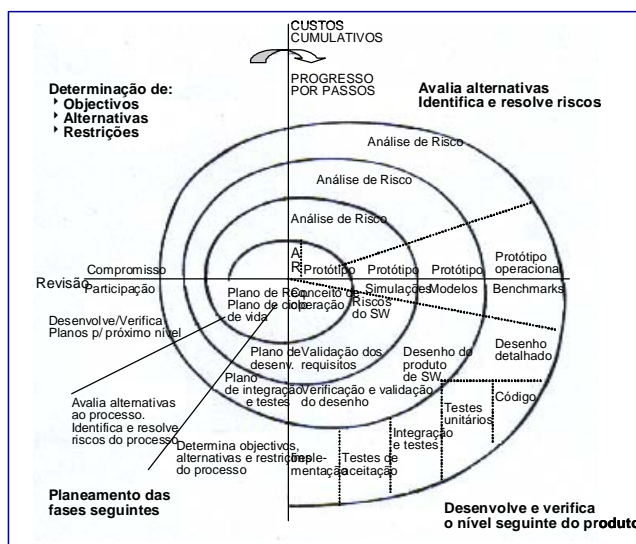 CUSTOS
CUMULATIVOS
PROGRESSO
POR PASSOS
Determinação de:
Objectivos
Alternativas
Restrições
Avalia alternativas
Identifica e resolve riscos
Análise de Risco
Análise de Risco
Análise de Risco
A
R
Protótipo
Protótipo
Protótipo
Protótipo
operacional
Revisão
Compromisso
Participação
Plano de Req.
Plano de ciclo
de vida
Conceito de
operação
Simulações
Modelos
Benchmarks
Riscos
do SW
Desenvolve/Verifica
Planos p/ próximo nível
Plano de
desenv.
Validação dos
requisitos
Desenho do
produto
de SW
Desenho
detalhado
Plano
de integração
e testes
Verificação e validação
do desenho
Avalia alternativas
ao processo.
Identifica e resolve
riscos do processo
Determina objectivos,
alternativas e restrições
do processo
Imple-
mentação
Testes de
aceitação
Integração
e testes
Testes
unitários
Código
Planeamento das
fases seguintes
Desenvolve e verifica
o nível seguinte do produto